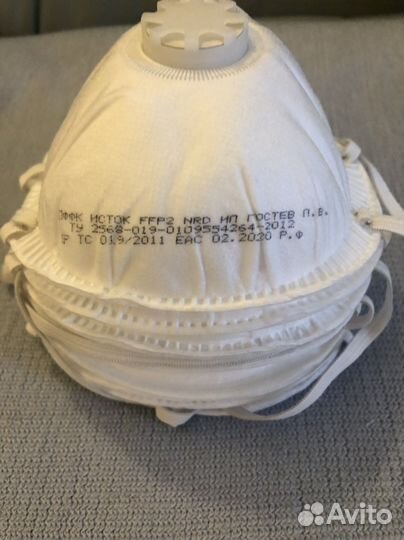 ЭФФК ИСТОК FFP2 NRD ИП ГОСТЕВ П.В.
ТУ 2568-019-0109554264-2012
ТР ТС 019/2011 ЕАС 02.2020 Р.Ф
Avito